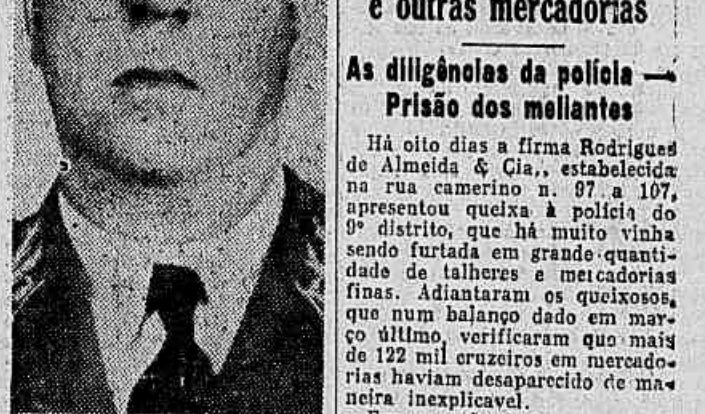 e outras mercadorias
As diligências da polícia —
Prisão dos meliantes
Há oito dias a firma Rodrigues
de Almeida & Cia., estabelecida
na rua camerino n. 97 a 107,
apresentou queixa à polícia do
9º distrito, que há muito vinha
sendo furtada em grande quanti-
dade de talheres e mercadorias
finas. Adiantaram os queixosos,
que num balanço dado em mar-
ço último, verificaram que mais
de 122 mil cruzeiros em mercado-
rias haviam desaparecido de ma-
neira inexplicavel.